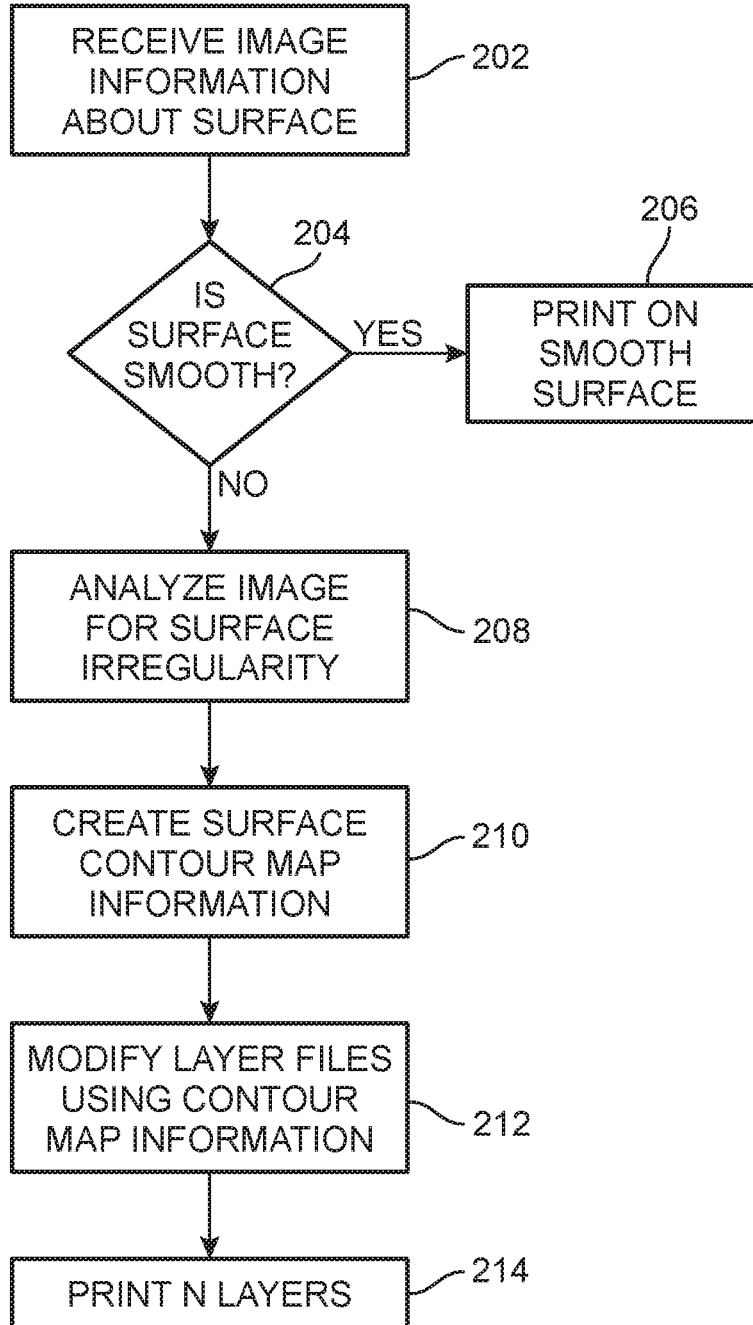 RECEIVE IMAGE
INFORMATION
ABOUT SURFACE
202
204
IS
SURFACE
SMOOTH?
YES
206
PRINT ON
SMOOTH
SURFACE
NO
ANALYZE IMAGE
FOR SURFACE
IRREGULARITY
208
CREATE SURFACE
CONTOUR MAP
INFORMATION
210
MODIFY LAYER FILES
USING CONTOUR
MAP INFORMATION
212
PRINT N LAYERS
214